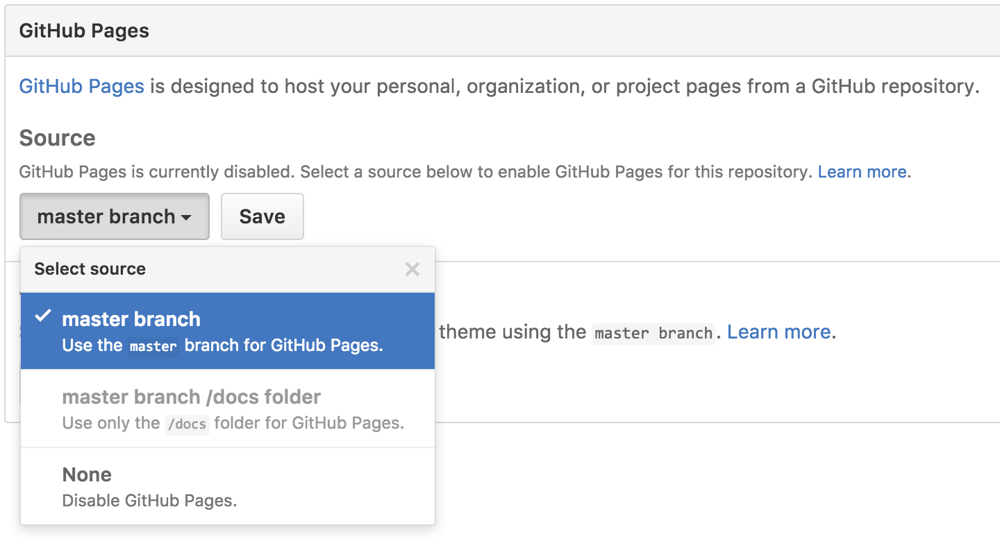 GitHub Pages
GitHub Pages is designed to host your personal, organization, or project pages from a GitHub repository.
Source
GitHub Pages is currently disabled. Select a source below to enable GitHub Pages for this repository. Learn more.
master branch Save
Select source
master branch
Use the master branch for GitHub Pages.
theme using the master branch. Learn more.
master branch /docs folder
Use only the /docs folder for GitHub Pages.
None
Disable GitHub Pages.